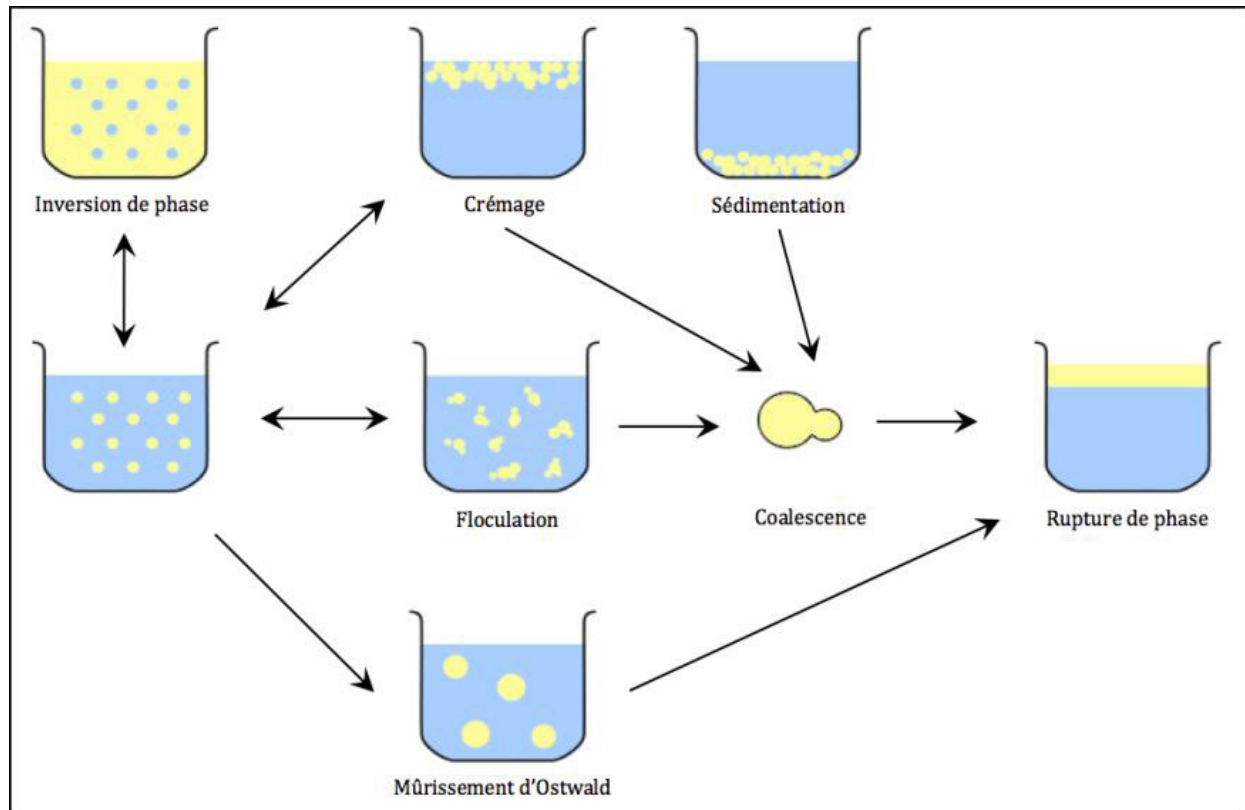 Inversion de phase
Crémage
Sédimentation
Floculation
Coalescence
Rupture de phase
Mûrissement d'Ostwald